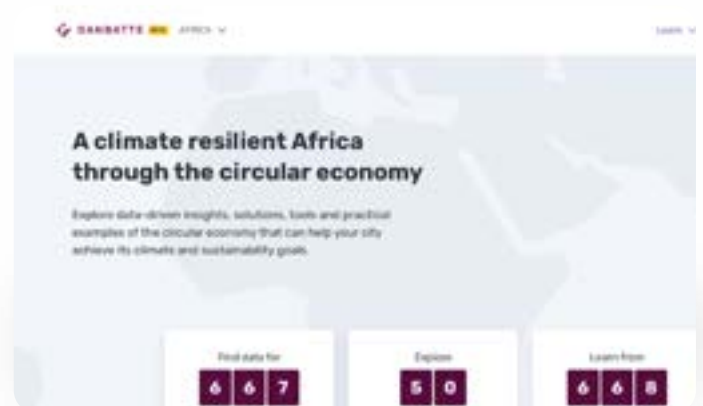 GANBATTE AFRICA Learn
A climate resilient Africa
through the circular economy
Explore data-driven insights, solutions, tools and practical
examples of the circular economy that can help your city
achieve its climate and sustainability goals.
Find data for Explore Learn from
6 6 7 5 0 6 6 8